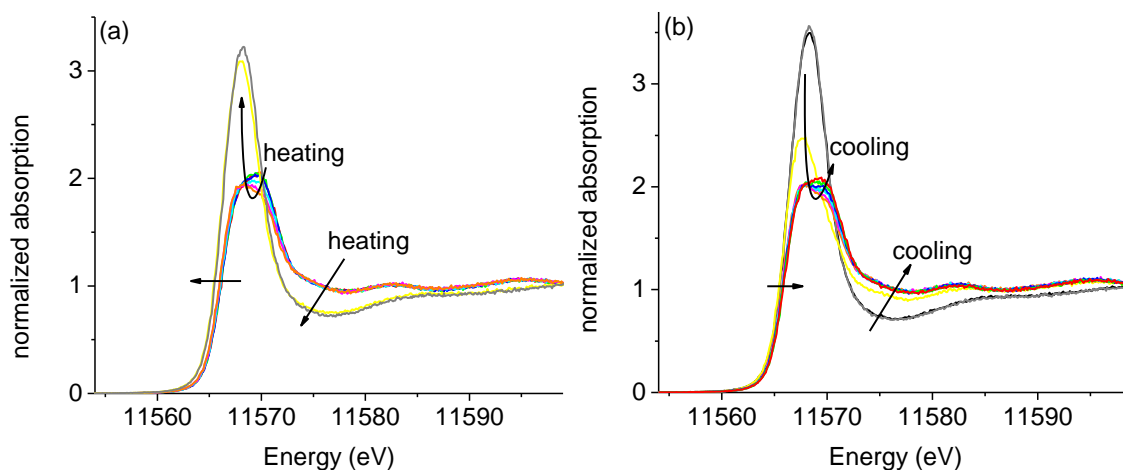 (a)
normalized absorption
3
2
1
0
heating
heating
11560 11570 11580 11590
Energy (eV)
(b)
normalized absorption
3
2
1
0
cooling
cooling
11560 11570 11580 11590
Energy (eV)